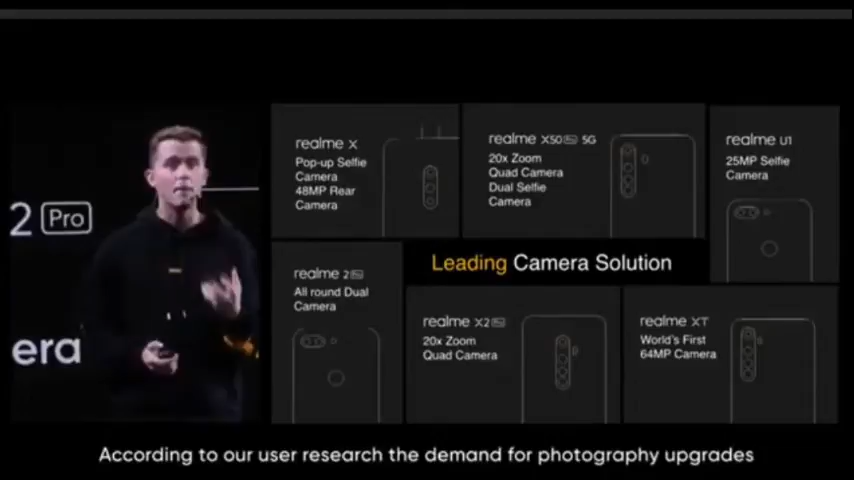 2 Pro
era
realme X
Pop-up Selfie
Camera
48MP Rear
Camera
realme X50 Pro 5G
20x Zoom
Quad Camera
Dual Selfie
Camera
realme U1
25MP Selfie
Camera
realme 2 Pro
All round Dual
Camera
Leading Camera Solution
realme X2 Pro
20x Zoom
Quad Camera
realme XT
World's First
64MP Camera
According to our user research the demand for photography upgrades